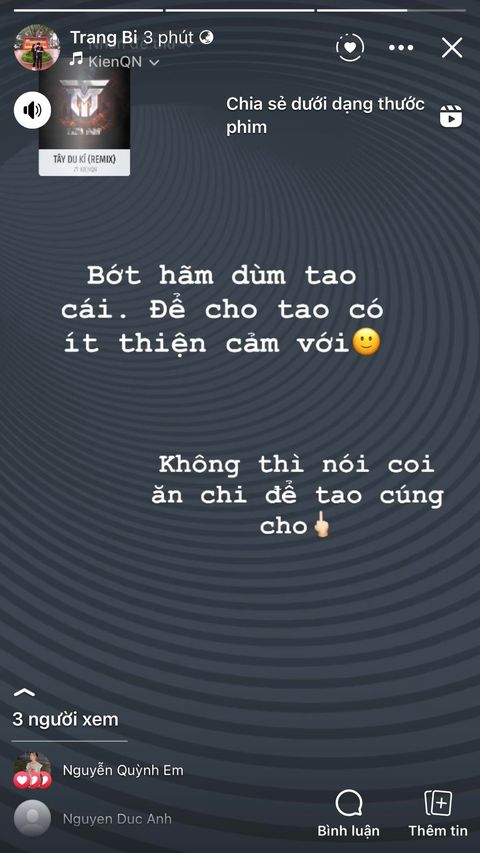 Trang Bi 3 phút
KienQN
Chia sẻ dưới dạng thước
phim
TÂY DU KÍ (REMIX)
KIENQN
Bớt hãm dùm tao
cái. Để cho tao có
ít thiện cảm với🙂
Không thì nói coi
ăn chi để tao cúng
cho🖕🏻
3 người xem
Nguyễn Quỳnh Em
Nguyen Duc Anh
Bình luận
Thêm tin